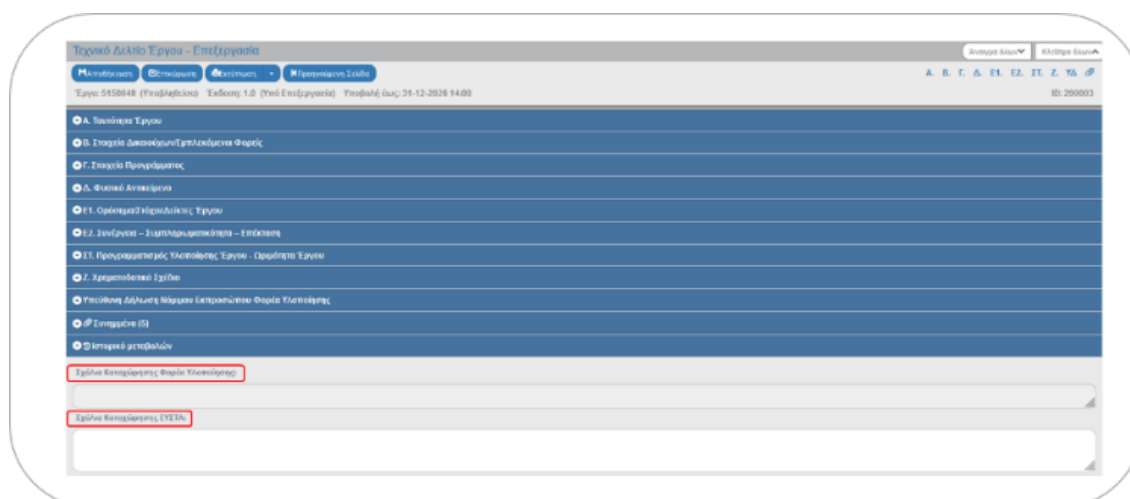 Τεχνικό Δελτίο Έργου - Επεξεργασία
Άνοιγμα όλων Κλείσιμο όλων
Αποθήκευση Επικύρωση Εκτύπωση Προηγούμενη Σελίδα
Α. Β. Γ. Δ. Ε1. Ε2. ΣΤ. Ζ. ΥΔ
Έργο: 5158648 (Υποβληθείσα) Έκδοση: 1.0 (Υπό Επεξεργασία) Υποβολή έως: 31-12-2026 14:00
ID: 290003
Α. Ταυτότητα Έργου
Β. Στοιχεία Δικαιούχων/Εμπλεκόμενοι Φορείς
Γ. Στοιχεία Προγράμματος
Δ. Φυσικό Αντικείμενο
Ε1. Ορόσημα/Στόχοι/Δείκτες Έργου
Ε2. Συνέργεια – Συμπληρωματικότητα – Επέκταση
ΣΤ. Προγραμματισμός Υλοποίησης Έργου - Ωριμότητα Έργου
Ζ. Χρηματοδοτικό Σχέδιο
Υπεύθυνη Δήλωση Νόμιμου Εκπροσώπου Φορέα Υλοποίησης
Συνημμένα (5)
Ιστορικό μεταβολών
Σχόλια Καταχώρησης Φορέα Υλοποίησης:
Σχόλια Καταχώρησης ΕΥΣΤΑ: